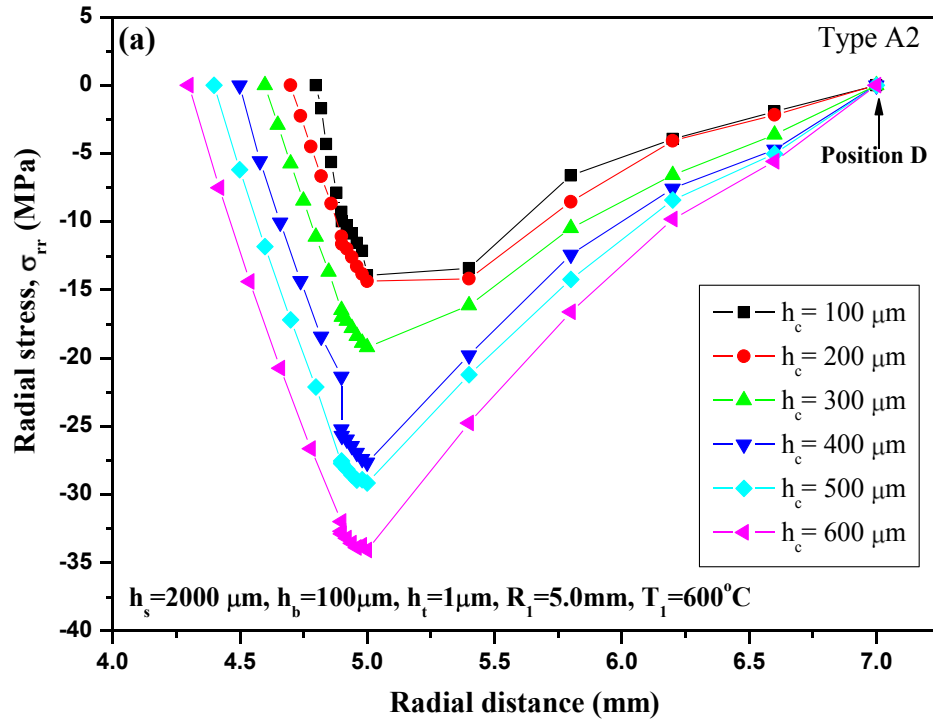 (a)
Type A2
Radial stress, σrr (MPa)
5
0
-5
-10
-15
-20
-25
-30
-35
-40
Position D
hc = 100 μm
hc = 200 μm
hc = 300 μm
hc = 400 μm
hc = 500 μm
hc = 600 μm
hs=2000 μm, hb=100μm, ht=1μm, R1=5.0mm, T1=600°C
4.0 4.5 5.0 5.5 6.0 6.5 7.0
Radial distance (mm)